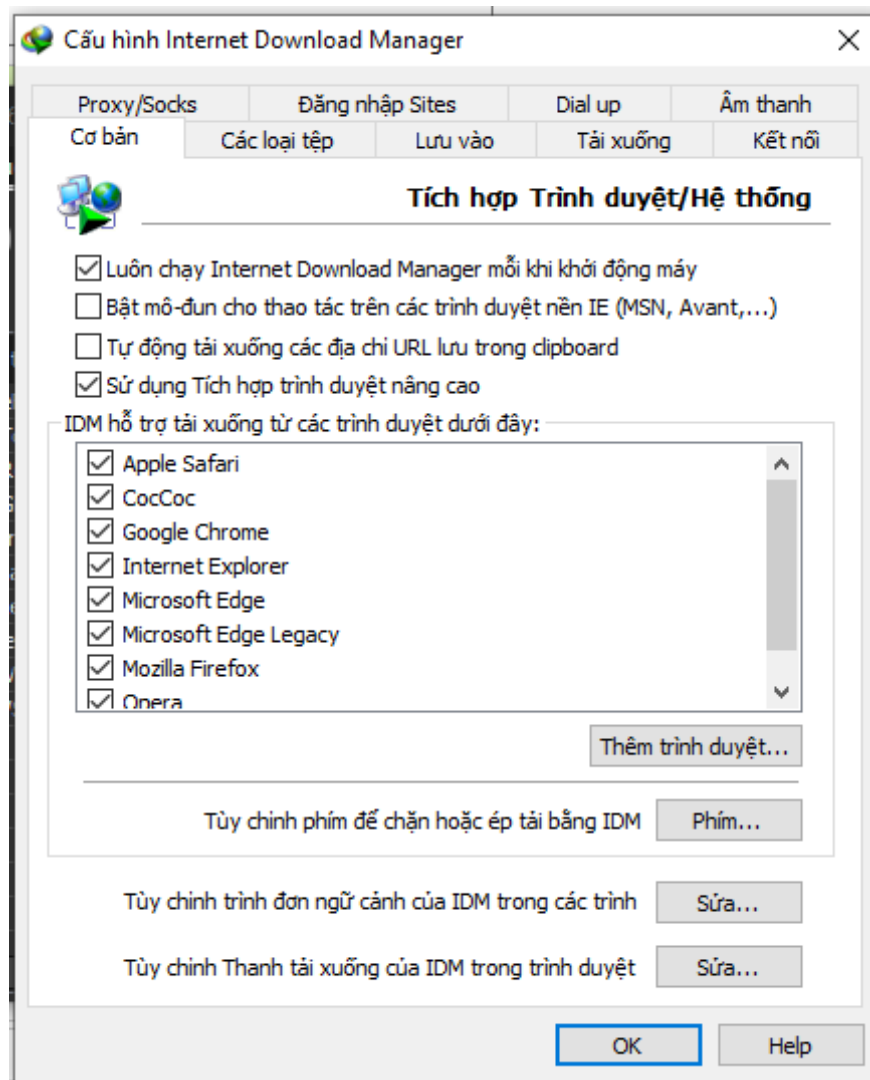 Cấu hình Internet Download Manager
Proxy/Socks Đăng nhập Sites Dial up Âm thanh
Cơ bản Các loại tệp Lưu vào Tải xuống Kết nối
Tích hợp Trình duyệt/Hệ thống
Luôn chạy Internet Download Manager mỗi khi khởi động máy
Bật mô-đun cho thao tác trên các trình duyệt nền IE (MSN, Avant,...)
Tự động tải xuống các địa chỉ URL lưu trong clipboard
Sử dụng Tích hợp trình duyệt nâng cao
IDM hỗ trợ tải xuống từ các trình duyệt dưới đây:
Apple Safari
CocCoc
Google Chrome
Internet Explorer
Microsoft Edge
Microsoft Edge Legacy
Mozilla Firefox
Opera
Thêm trình duyệt...
Tùy chỉnh phím để chặn hoặc ép tải bằng IDM Phím...
Tùy chỉnh trình đơn ngữ cảnh của IDM trong các trình Sửa...
Tùy chỉnh Thanh tải xuống của IDM trong trình duyệt Sửa...
OK Help